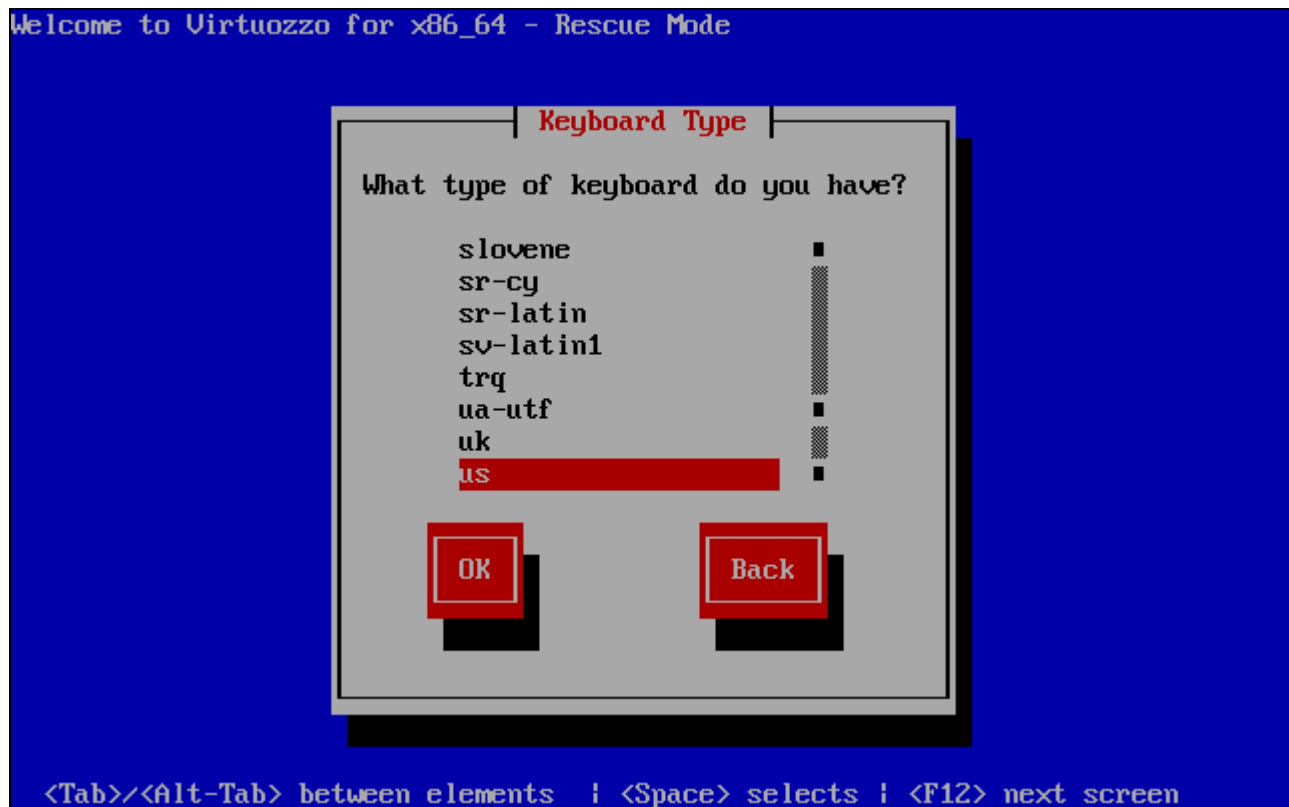 Welcome to Virtuozzo for x86_64 - Rescue Mode
Keyboard Type
What type of keyboard do you have?
slovene
sr-cy
sr-latin
sv-latin1
trq
ua-utf
uk
us
OK Back
<Tab>/<Alt-Tab> between elements | <Space> selects | <F12> next screen